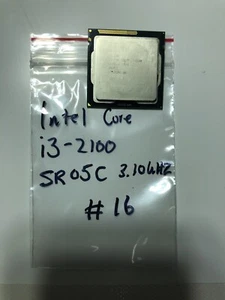 intel Core
i3-2100
SR05C 3.10GHZ
#16